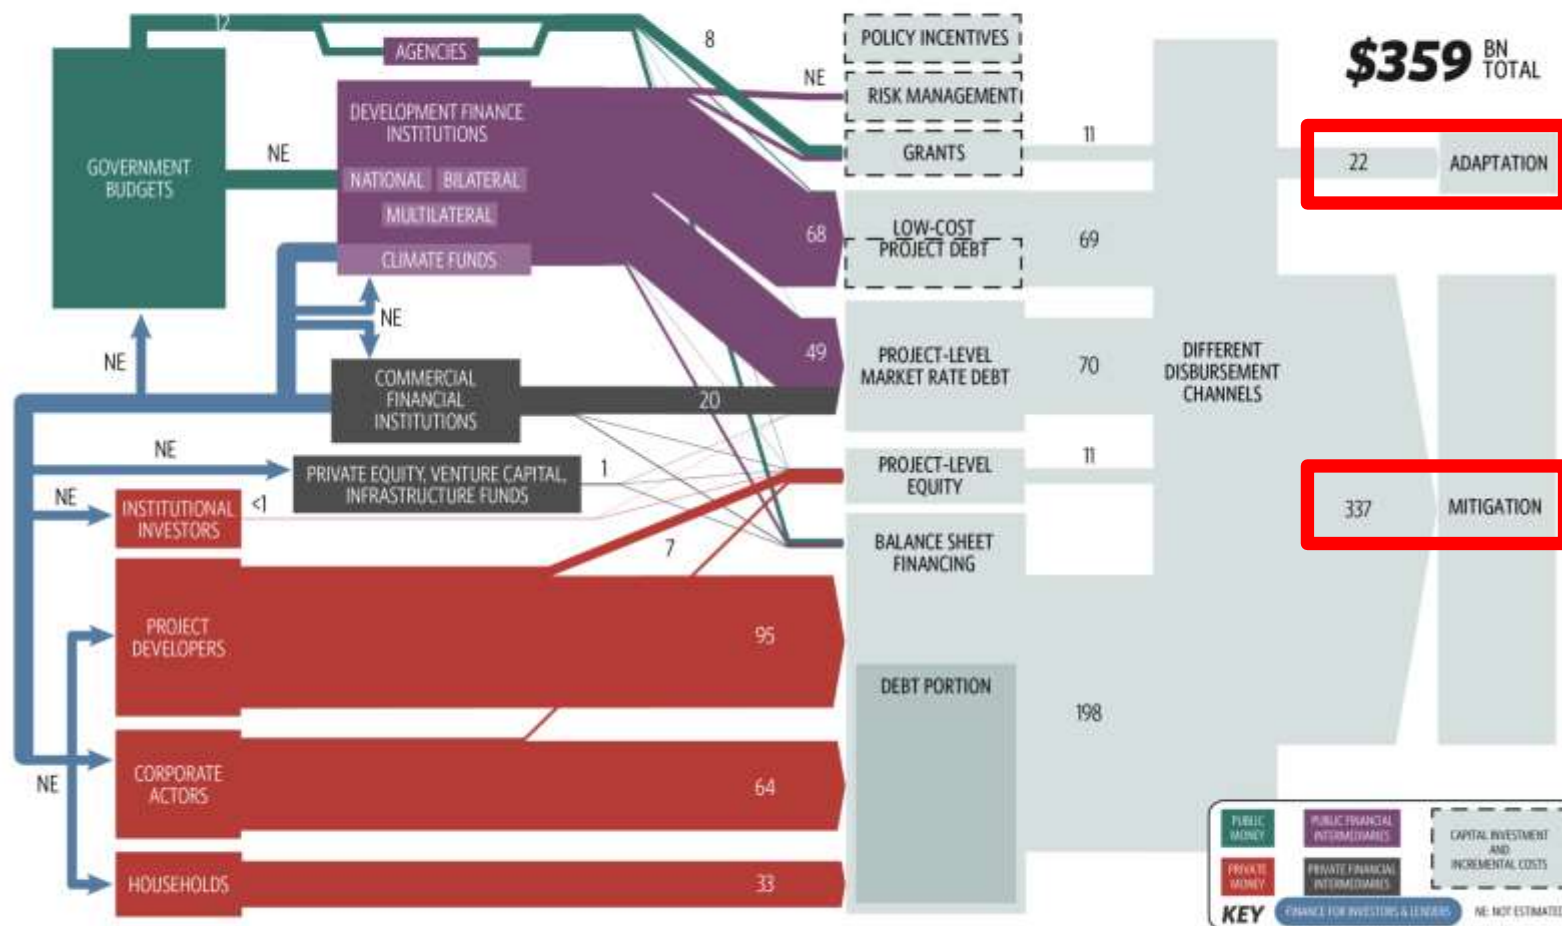 12
AGENCIES
8
POLICY INCENTIVES
$359 BN TOTAL
NE
RISK MANAGEMENT
DEVELOPMENT FINANCE
INSTITUTIONS
GOVERNMENT
BUDGETS
NE
NATIONAL BILATERAL
MULTILATERAL
CLIMATE FUNDS
GRANTS
11
22
ADAPTATION
68
LOW-COST
PROJECT DEBT
69
NE
NE
COMMERCIAL
FINANCIAL
INSTITUTIONS
49
20
PROJECT-LEVEL
MARKET RATE DEBT
70
DIFFERENT
DISBURSEMENT
CHANNELS
NE
PRIVATE EQUITY, VENTURE CAPITAL,
INFRASTRUCTURE FUNDS
1
PROJECT-LEVEL
EQUITY
11
NE
INSTITUTIONAL
INVESTORS
<1
7
BALANCE SHEET
FINANCING
337
MITIGATION
PROJECT
DEVELOPERS
95
DEBT PORTION
198
NE
CORPORATE
ACTORS
64
HOUSEHOLDS
33
PUBLIC
MONEY
PUBLIC FINANCIAL
INTERMEDIARIES
CAPITAL INVESTMENT
AND
INCREMENTAL COSTS
PRIVATE
MONEY
PRIVATE FINANCIAL
INTERMEDIARIES
KEY
FINANCE FOR INVESTORS & LENDERS
NE: NOT ESTIMATED